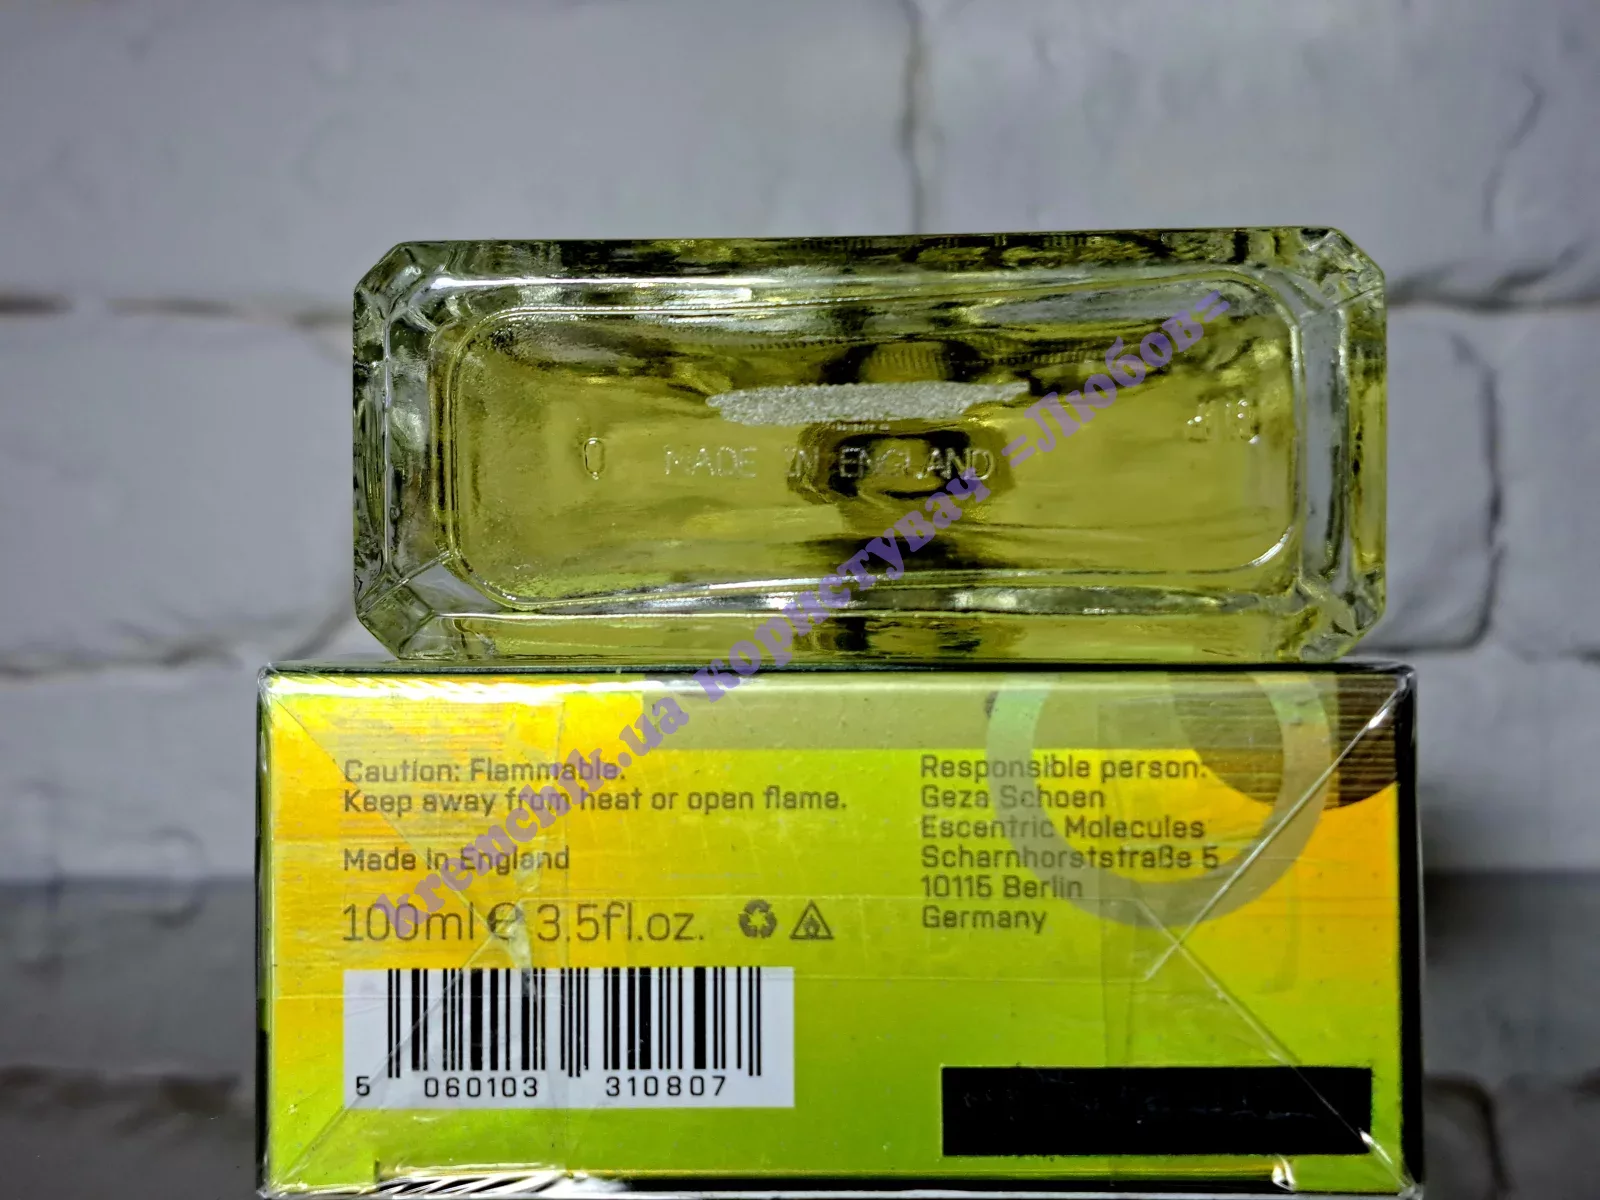 0 MADE IN ENGLAND
kremchik.ua користувач =Любов=
Caution: Flammable.
Keep away from heat or open flame.
Made in England
100ml ℮ 3.5fl.oz.
Responsible person:
Geza Schoen
Escentric Molecules
Scharnhorststraße 5
10115 Berlin
Germany
5 060103 310807